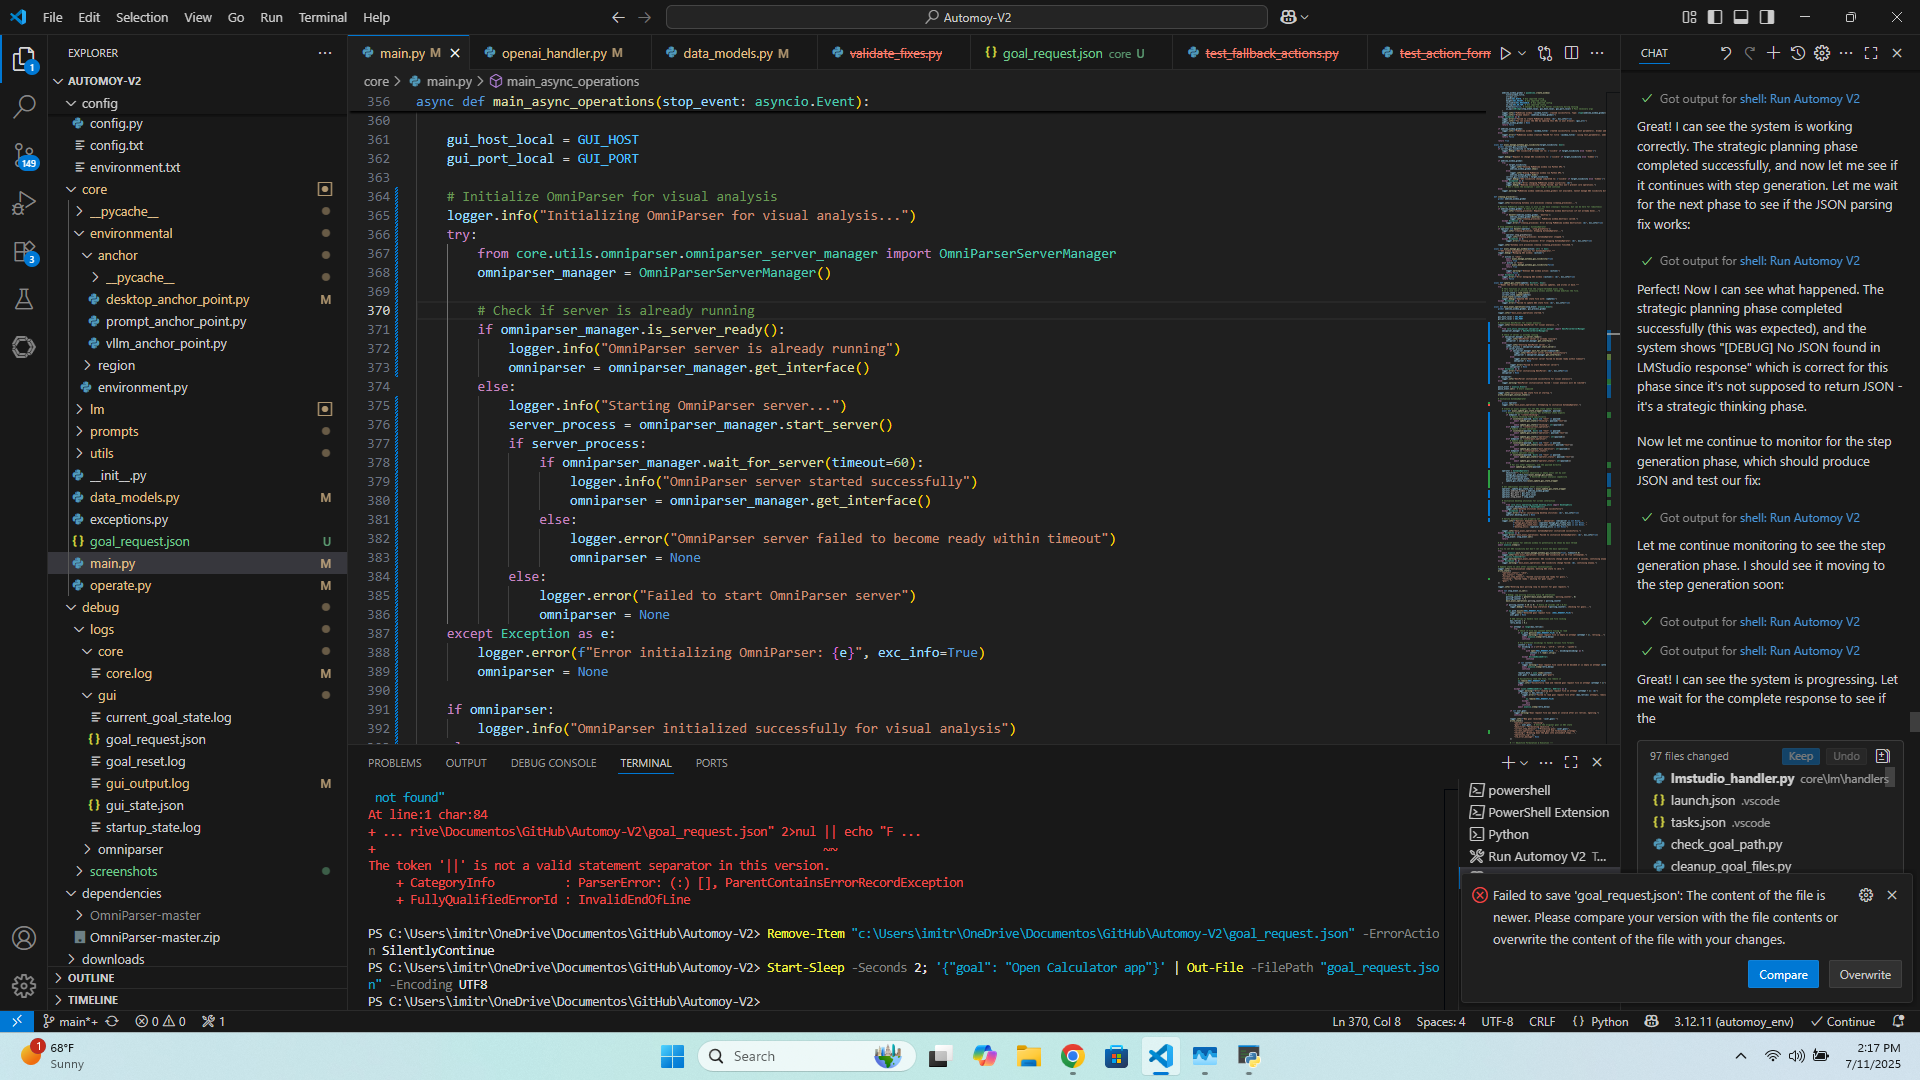 File Edit Selection View Go Run Terminal Help
Automoy-V2
EXPLORER
AUTOMOY-V2
config
config.py
config.txt
environment.txt
core
__pycache__
environmental
anchor
__pycache__
desktop_anchor_point.py M
prompt_anchor_point.py
vllm_anchor_point.py
region
environment.py
lm
prompts
utils
__init__.py
data_models.py M
exceptions.py
goal_request.json U
main.py M
operate.py M
debug
logs
core
core.log M
gui
current_goal_state.log
goal_request.json
goal_reset.log
gui_output.log M
gui_state.json
startup_state.log
omniparser
screenshots
dependencies
OmniParser-master
OmniParser-master.zip
downloads
OUTLINE
TIMELINE
1
149
3
main.py M
openai_handler.py M
data_models.py M
validate_fixes.py
goal_request.json core U
test_fallback_actions.py
test_action_form
core > main.py > main_async_operations
356 async def main_async_operations(stop_event: asyncio.Event):
360
361 gui_host_local = GUI_HOST
362 gui_port_local = GUI_PORT
363
364 # Initialize OmniParser for visual analysis
365 logger.info("Initializing OmniParser for visual analysis...")
366 try:
367 from core.utils.omniparser.omniparser_server_manager import OmniParserServerManager
368 omniparser_manager = OmniParserServerManager()
369
370 # Check if server is already running
371 if omniparser_manager.is_server_ready():
372 logger.info("OmniParser server is already running")
373 omniparser = omniparser_manager.get_interface()
374 else:
375 logger.info("Starting OmniParser server...")
376 server_process = omniparser_manager.start_server()
377 if server_process:
378 if omniparser_manager.wait_for_server(timeout=60):
379 logger.info("OmniParser server started successfully")
380 omniparser = omniparser_manager.get_interface()
381 else:
382 logger.error("OmniParser server failed to become ready within timeout")
383 omniparser = None
384 else:
385 logger.error("Failed to start OmniParser server")
386 omniparser = None
387 except Exception as e:
388 logger.error(f"Error initializing OmniParser: {e}", exc_info=True)
389 omniparser = None
390
391 if omniparser:
392 logger.info("OmniParser initialized successfully for visual analysis")
PROBLEMS OUTPUT DEBUG CONSOLE TERMINAL PORTS
not found"
At line:1 char:84
+ ... rive\Documentos\GitHub\Automoy-V2\goal_request.json" 2>nul || echo "F ...
+ ~~
The token '||' is not a valid statement separator in this version.
+ CategoryInfo : ParserError: (:) [], ParentContainsErrorRecordException
+ FullyQualifiedErrorId : InvalidEndOfLine
PS C:\Users\imitr\OneDrive\Documentos\GitHub\Automoy-V2> Remove-Item "c:\Users\imitr\OneDrive\Documentos\GitHub\Automoy-V2\goal_request.json" -ErrorActio
n SilentlyContinue
PS C:\Users\imitr\OneDrive\Documentos\GitHub\Automoy-V2> Start-Sleep -Seconds 2; '{"goal": "Open Calculator app"}' | Out-File -FilePath "goal_request.jso
n" -Encoding UTF8
PS C:\Users\imitr\OneDrive\Documentos\GitHub\Automoy-V2>
powershell
PowerShell Extension
Python
Run Automoy V2 T...
CHAT
Got output for shell: Run Automoy V2
Great! I can see the system is working
correctly. The strategic planning phase
completed successfully, and now let me see if
it continues with step generation. Let me wait
for the next phase to see if the JSON parsing
fix works:
Got output for shell: Run Automoy V2
Perfect! Now I can see what happened. The
strategic planning phase completed
successfully (this was expected), and the
system shows "[DEBUG] No JSON found in
LMStudio response" which is correct for this
phase since it's not supposed to return JSON -
it's a strategic thinking phase.
Now let me continue to monitor for the step
generation phase, which should produce
JSON and test our fix:
Got output for shell: Run Automoy V2
Let me continue monitoring to see the step
generation phase. I should see it moving to
the step generation soon:
Got output for shell: Run Automoy V2
Got output for shell: Run Automoy V2
Great! I can see the system is progressing. Let
me wait for the complete response to see if
the
97 files changed Keep Undo
lmstudio_handler.py core\lm\handlers
launch.json .vscode
tasks.json .vscode
check_goal_path.py
cleanup_goal_files.py
Failed to save 'goal_request.json': The content of the file is
newer. Please compare your version with the file contents or
overwrite the content of the file with your changes.
Compare Overwrite
main*+ 0 0 1
Ln 370, Col 8 Spaces: 4 UTF-8 CRLF {} Python 3.12.11 (automoy_env) Continue
1
68°F
Sunny
Search
2:17 PM
7/11/2025